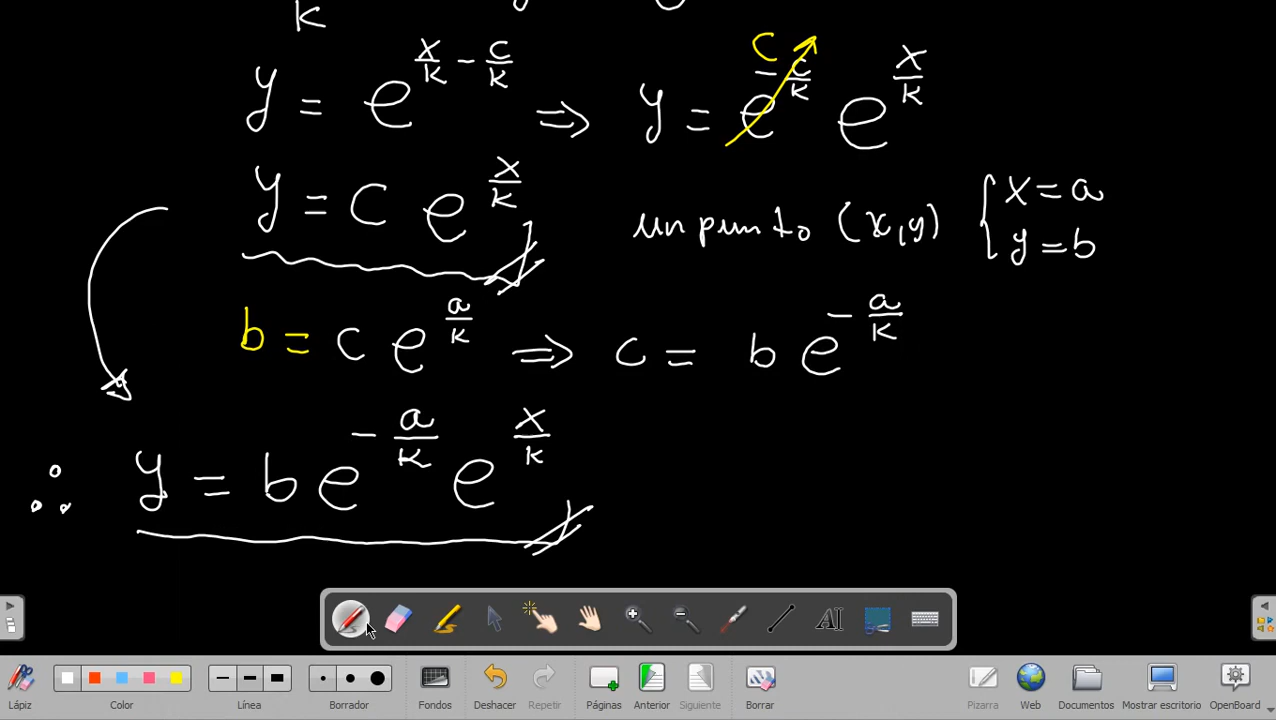 k
y = e^{x/k - c/k} ⇒ y = e^{-c/k} e^{x/k}
c
y = c e^{x/k} un punto (x,y) { x = a
y = b
b = c e^{a/k} ⇒ c = b e^{-a/k}
∴ y = b e^{-a/k} e^{x/k}
AI
Lápiz Color Línea Borrador Fondos Deshacer Repetir Páginas Anterior Siguiente Borrar Pizarra Web Documentos Mostrar escritorio OpenBoard